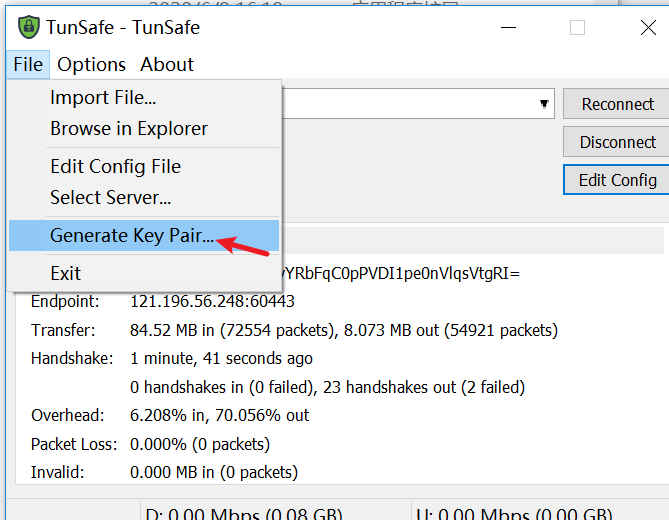 TunSafe - TunSafe
File Options About
Import File...
Reconnect
Browse in Explorer
Disconnect
Edit Config File
Edit Config
Select Server...
Generate Key Pair...
Exit
YRbFqC0pPVDI1pe0nVlqsVtgRI=
Endpoint: 121.196.56.248:60443
Transfer: 84.52 MB in (72554 packets), 8.073 MB out (54921 packets)
Handshake: 1 minute, 41 seconds ago
0 handshakes in (0 failed), 23 handshakes out (2 failed)
Overhead: 6.208% in, 70.056% out
Packet Loss: 0.000% (0 packets)
Invalid: 0.000 MB in (0 packets)
D: 0.00 Mbps (0.08 GB) U: 0.00 Mbps (0.00 GB)